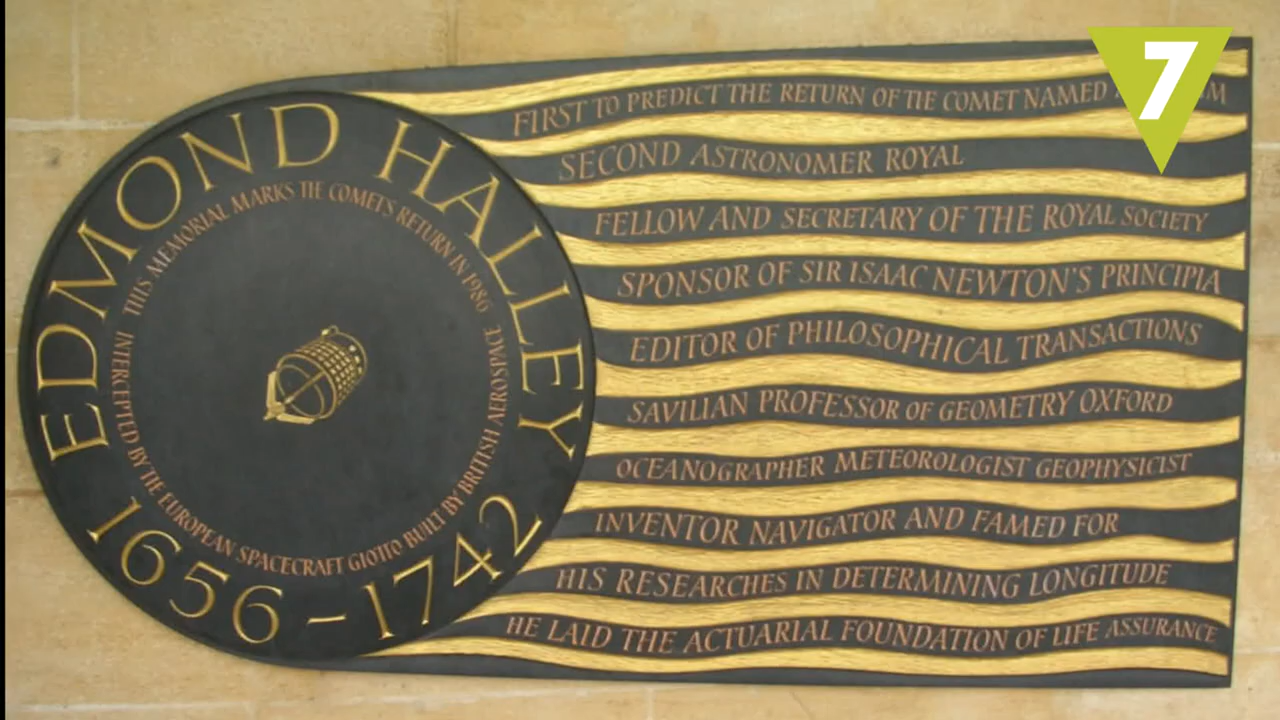 EDMOND HALLEY
1656-1742
THIS MEMORIAL MARKS THE COMETS RETURN IN 1986
INTERCEPTED BY THE EUROPEAN SPACECRAFT GIOTTO BUILT BY BRITISH AEROSPACE
FIRST TO PREDICT THE RETURN OF THE COMET NAMED
SECOND ASTRONOMER ROYAL
FELLOW AND SECRETARY OF THE ROYAL SOCIETY
SPONSOR OF SIR ISAAC NEWTON'S PRINCIPIA
EDITOR OF PHILOSOPHICAL TRANSACTIONS
SAVILIAN PROFESSOR OF GEOMETRY OXFORD
OCEANOGRAPHER METEOROLOGIST GEOPHYSICIST
INVENTOR NAVIGATOR AND FAMED FOR
HIS RESEARCHES IN DETERMINING LONGITUDE
HE LAID THE ACTUARIAL FOUNDATION OF LIFE ASSURANCE
7